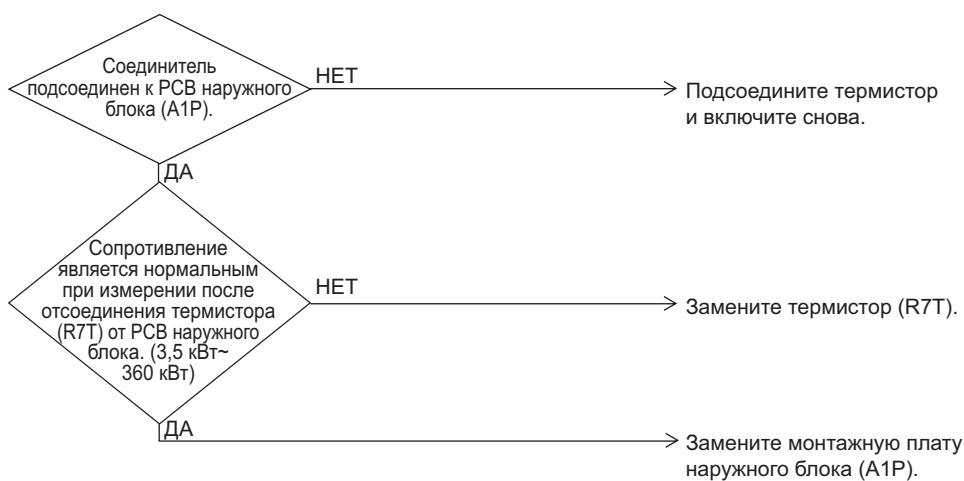 Соединитель
подсоединен к PCB наружного
блока (A1P).
НЕТ
Подсоедините термистор
и включите снова.
ДА
Сопротивление
является нормальным
при измерении после
отсоединения термистора
(R7T) от PCB наружного
блока. (3,5 кВт~
360 кВт)
НЕТ
Замените термистор (R7T).
ДА
Замените монтажную плату
наружного блока (A1P).